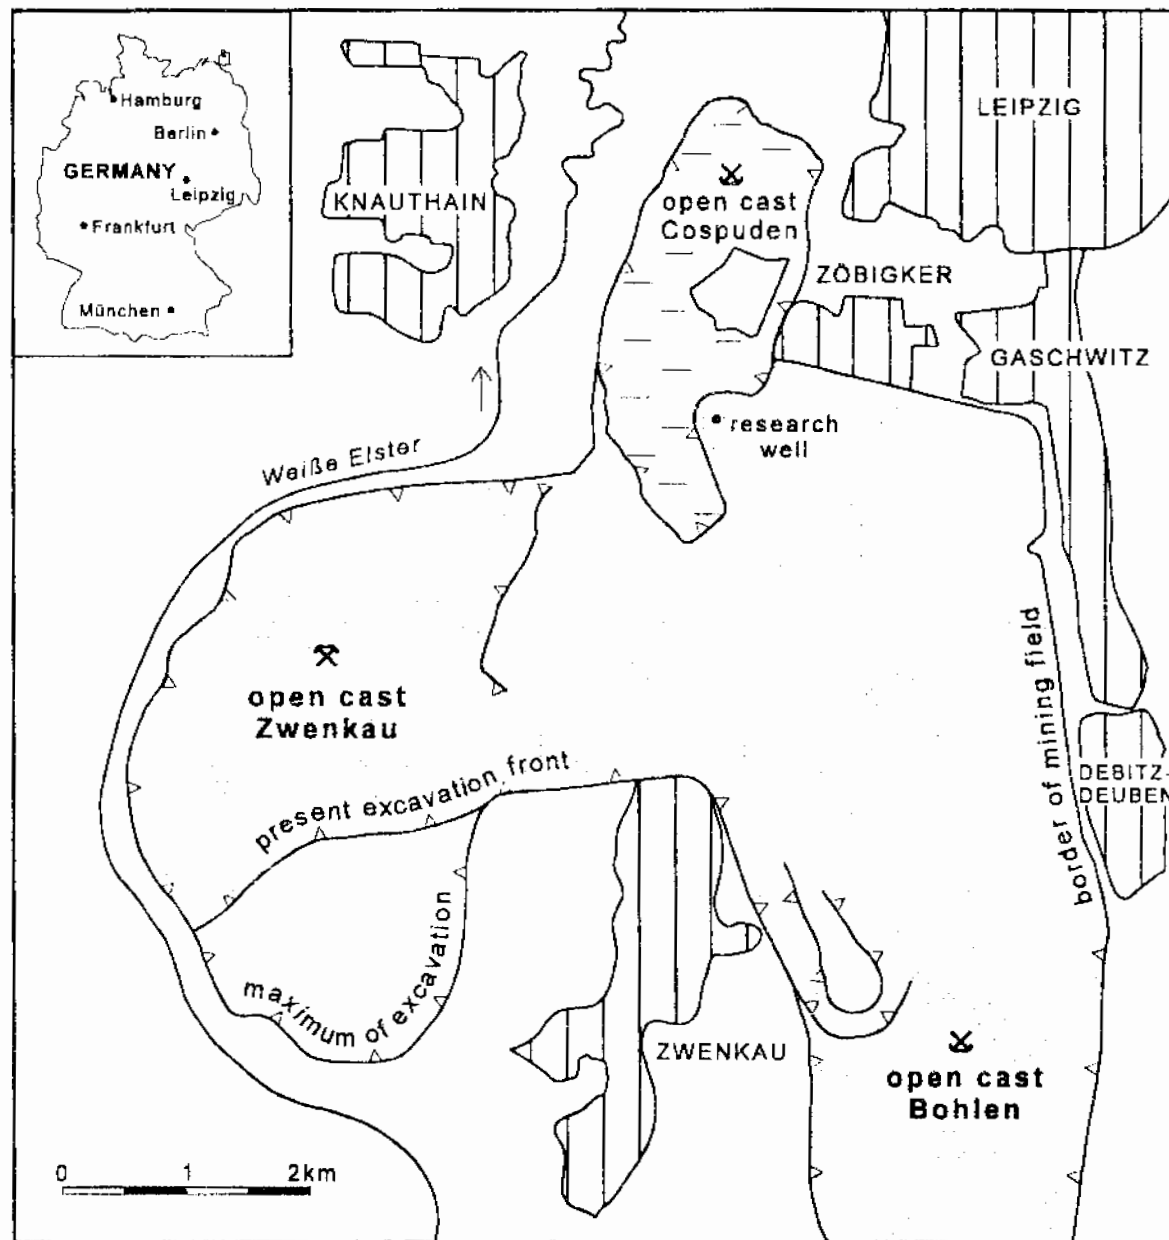 Hamburg
Berlin
GERMANY
Leipzig
Frankfurt
München
KNAUTHAIN
LEIPZIG
open cast
Cospuden
ZÖBIGKER
GASCHWITZ
research
well
Weiße Elster
open cast
Zwenkau
present excavation front
maximum of excavation
border of mining field
DEBITZ-
DEUBEN
ZWENKAU
open cast
Bohlen
0 1 2km